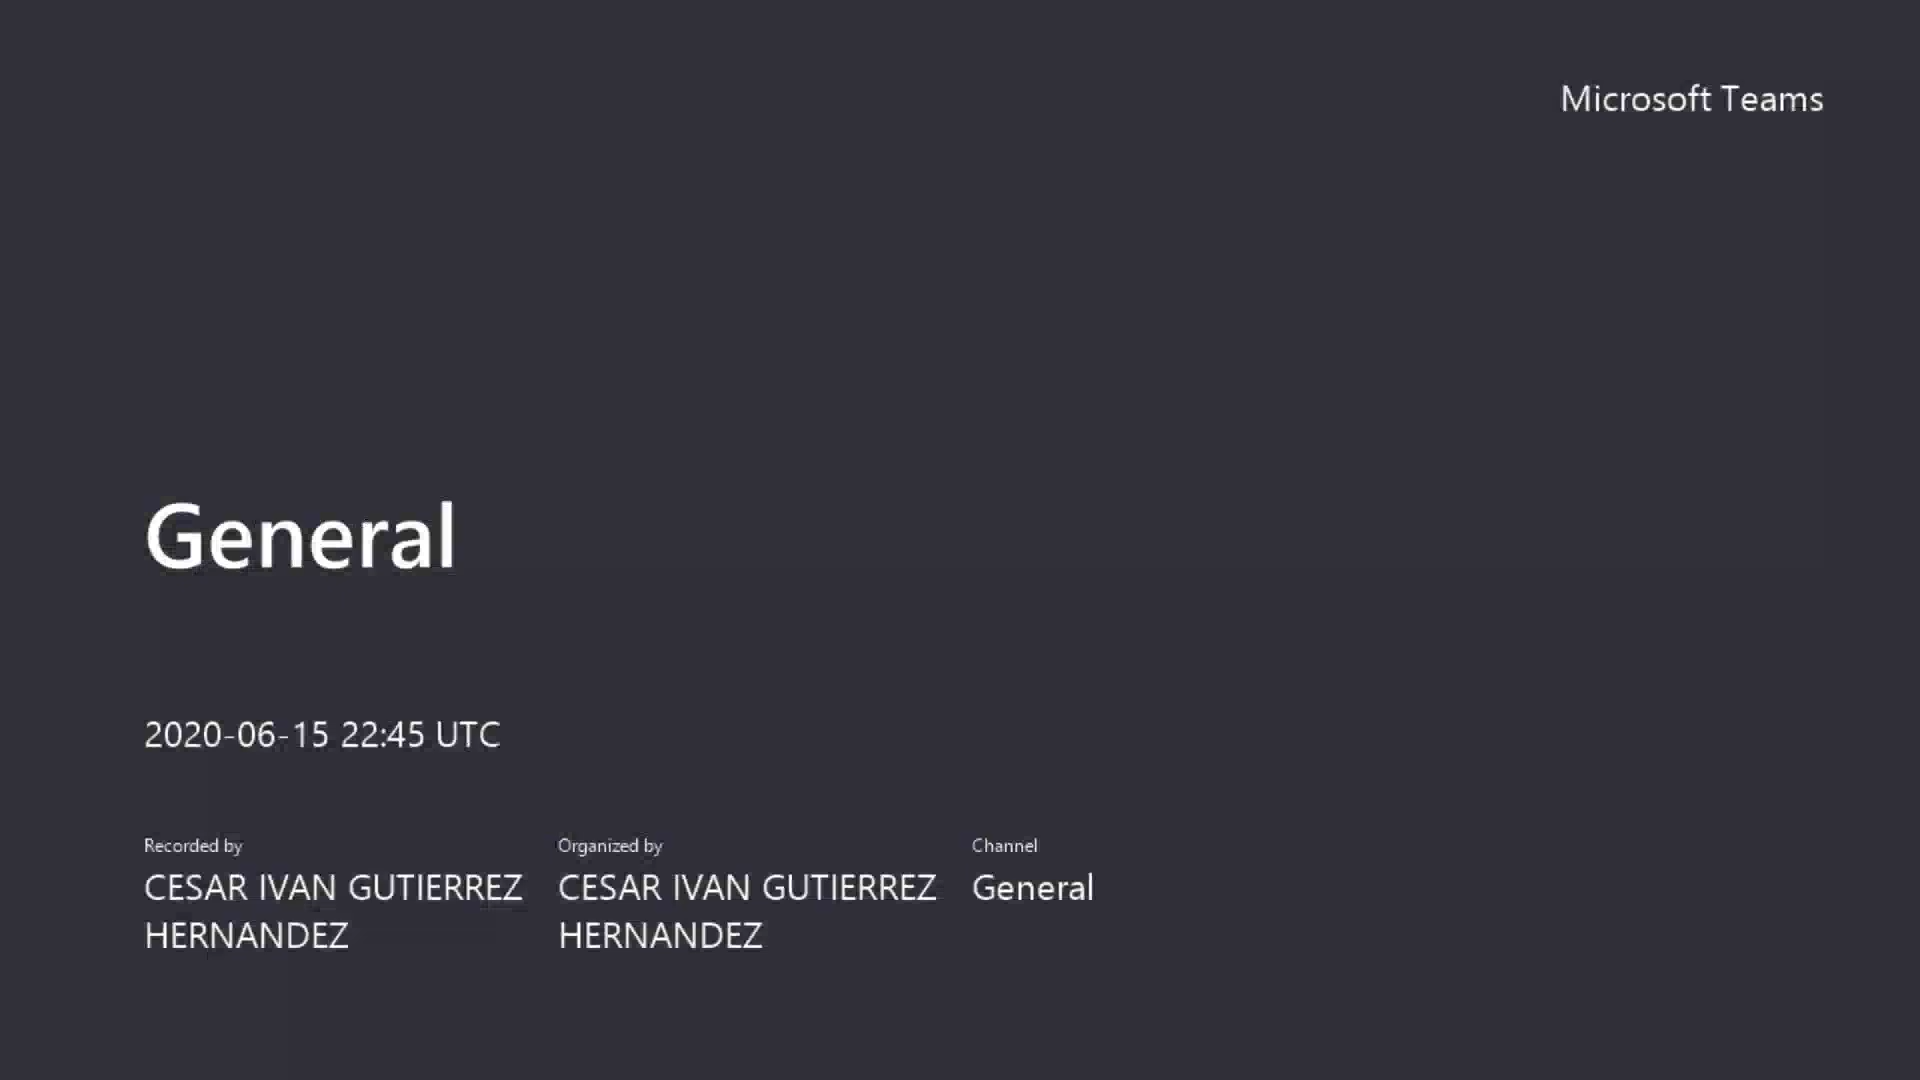 Microsoft Teams
General
2020-06-15 22:45 UTC
Recorded by
CESAR IVAN GUTIERREZ
HERNANDEZ
Organized by
CESAR IVAN GUTIERREZ
HERNANDEZ
Channel
General